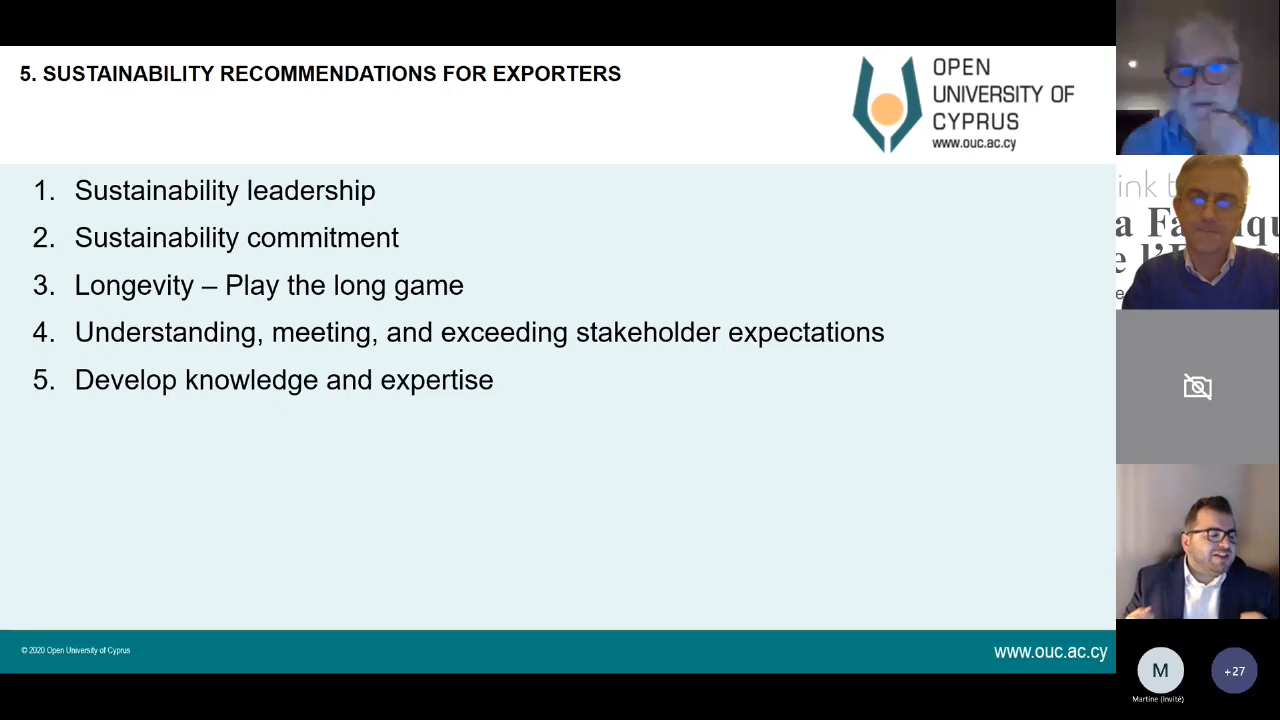 5. SUSTAINABILITY RECOMMENDATIONS FOR EXPORTERS
OPEN
UNIVERSITY OF
CYPRUS
www.ouc.ac.cy
1. Sustainability leadership
2. Sustainability commitment
3. Longevity – Play the long game
4. Understanding, meeting, and exceeding stakeholder expectations
5. Develop knowledge and expertise
© 2020 Open University of Cyprus
www.ouc.ac.cy
M
Martine (Invité)
+27